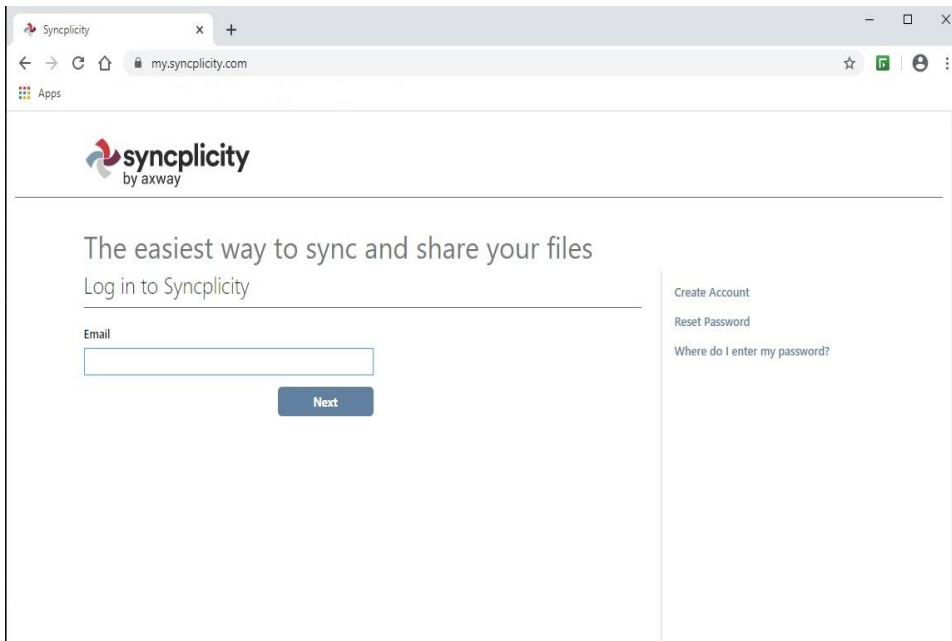 Syncplicity
my.syncplicity.com
Apps
syncplicity
by axway
The easiest way to sync and share your files
Log in to Syncplicity
Email
Next
Create Account
Reset Password
Where do I enter my password?